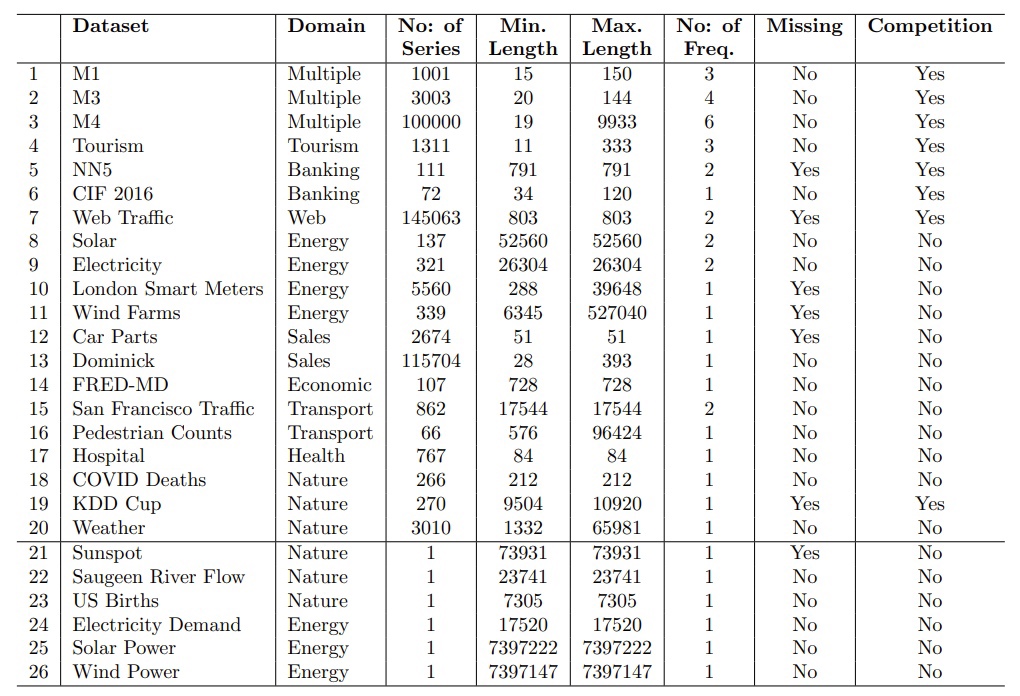 Dataset Domain No: of Min. Max. No: of Missing Competition
Series Length Length Freq.
1 M1 Multiple 1001 15 150 3 No Yes
2 M3 Multiple 3003 20 144 4 No Yes
3 M4 Multiple 100000 19 9933 6 No Yes
4 Tourism Tourism 1311 11 333 3 No Yes
5 NN5 Banking 111 791 791 2 Yes Yes
6 CIF 2016 Banking 72 34 120 1 No Yes
7 Web Traffic Web 145063 803 803 2 Yes Yes
8 Solar Energy 137 52560 52560 2 No No
9 Electricity Energy 321 26304 26304 2 No No
10 London Smart Meters Energy 5560 288 39648 1 Yes No
11 Wind Farms Energy 339 6345 527040 1 Yes No
12 Car Parts Sales 2674 51 51 1 Yes No
13 Dominick Sales 115704 28 393 1 No No
14 FRED-MD Economic 107 728 728 1 No No
15 San Francisco Traffic Transport 862 17544 17544 2 No No
16 Pedestrian Counts Transport 66 576 96424 1 No No
17 Hospital Health 767 84 84 1 No No
18 COVID Deaths Nature 266 212 212 1 No No
19 KDD Cup Nature 270 9504 10920 1 Yes Yes
20 Weather Nature 3010 1332 65981 1 No No
21 Sunspot Nature 1 73931 73931 1 Yes No
22 Saugeen River Flow Nature 1 23741 23741 1 No No
23 US Births Nature 1 7305 7305 1 No No
24 Electricity Demand Energy 1 17520 17520 1 No No
25 Solar Power Energy 1 7397222 7397222 1 No No
26 Wind Power Energy 1 7397147 7397147 1 No No